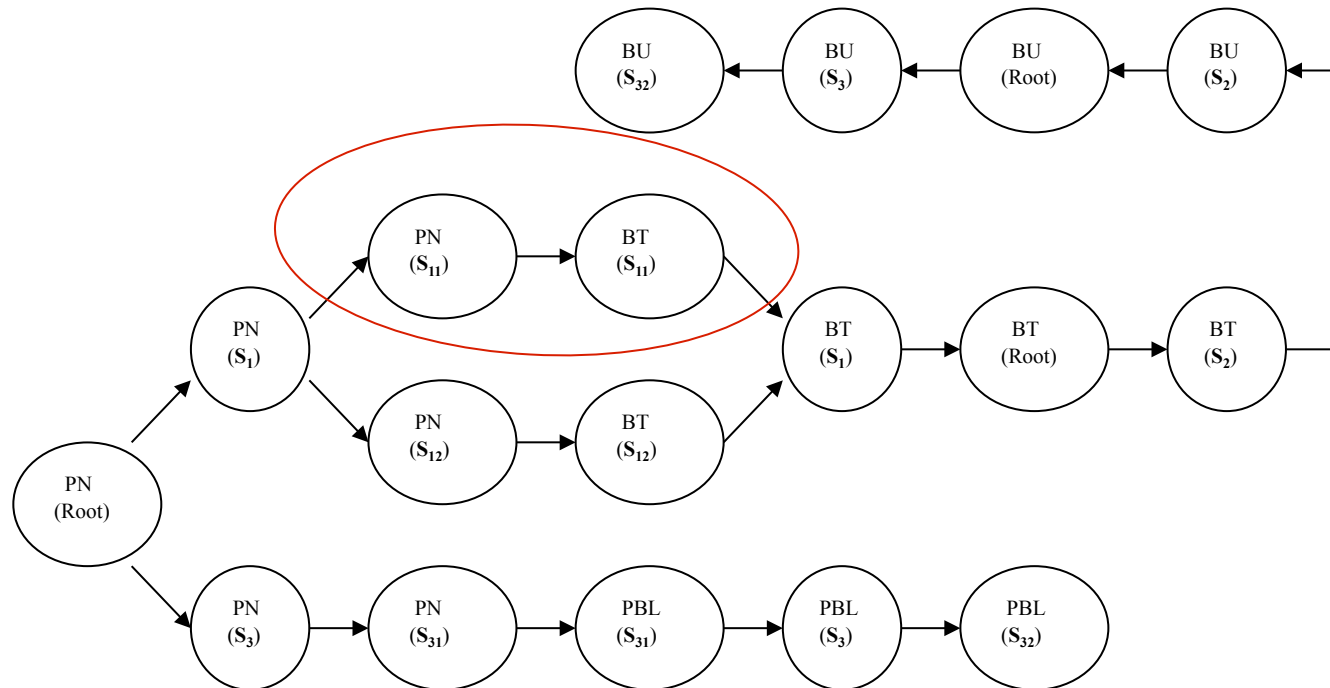 BU
(S₃₂)
BU
(S₃)
BU
(Root)
BU
(S₂)
PN
(S₁₁)
BT
(S₁₁)
PN
(S₁)
BT
(S₁)
BT
(Root)
BT
(S₂)
PN
(S₁₂)
BT
(S₁₂)
PN
(Root)
PN
(S₃)
PN
(S₃₁)
PBL
(S₃₁)
PBL
(S₃)
PBL
(S₃₂)